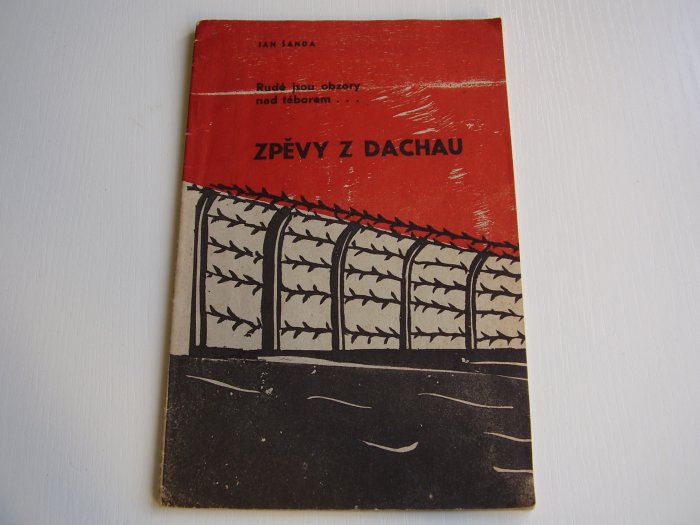 JAN ŠANDA
Rudé jsou obzory
nad táborem . . .
ZPĚVY Z DACHAU